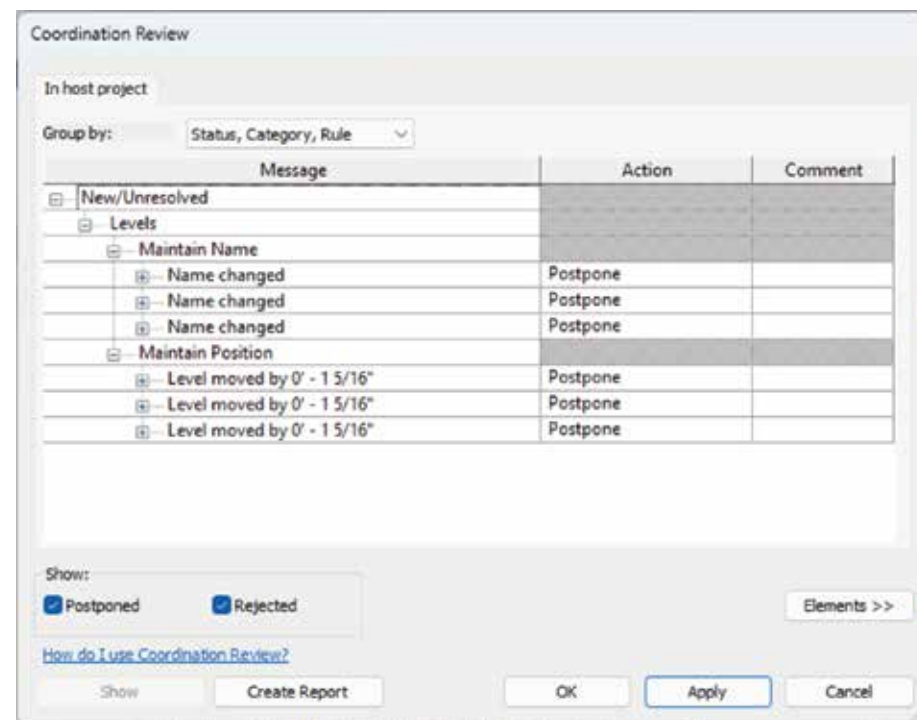 Coordination Review
In host project
Group by: Status, Category, Rule
Message Action Comment
New/Unresolved
Levels
Maintain Name
Name changed Postpone
Name changed Postpone
Name changed Postpone
Maintain Position
Level moved by 0' - 1 5/16" Postpone
Level moved by 0' - 1 5/16" Postpone
Level moved by 0' - 1 5/16" Postpone
Show:
Postponed Rejected
Elements >>
How do I use Coordination Review?
Show Create Report OK Apply Cancel